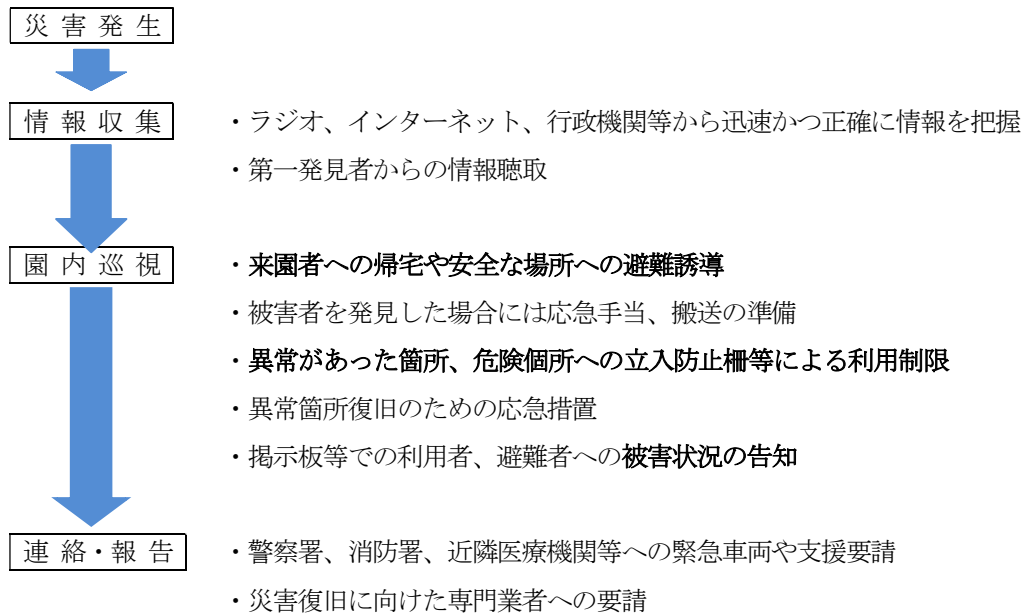 災 害 発 生
情 報 収 集 ・ラジオ、インターネット、行政機関等から迅速かつ正確に情報を把握
・第一発見者からの情報聴取
園 内 巡 視 ・来園者への帰宅や安全な場所への避難誘導
・被害者を発見した場合には応急手当、搬送の準備
・異常があった箇所、危険個所への立入防止柵等による利用制限
・異常箇所復旧のための応急措置
・掲示板等での利用者、避難者への被害状況の告知
連 絡・報 告 ・警察署、消防署、近隣医療機関等への緊急車両や支援要請
・災害復旧に向けた専門業者への要請